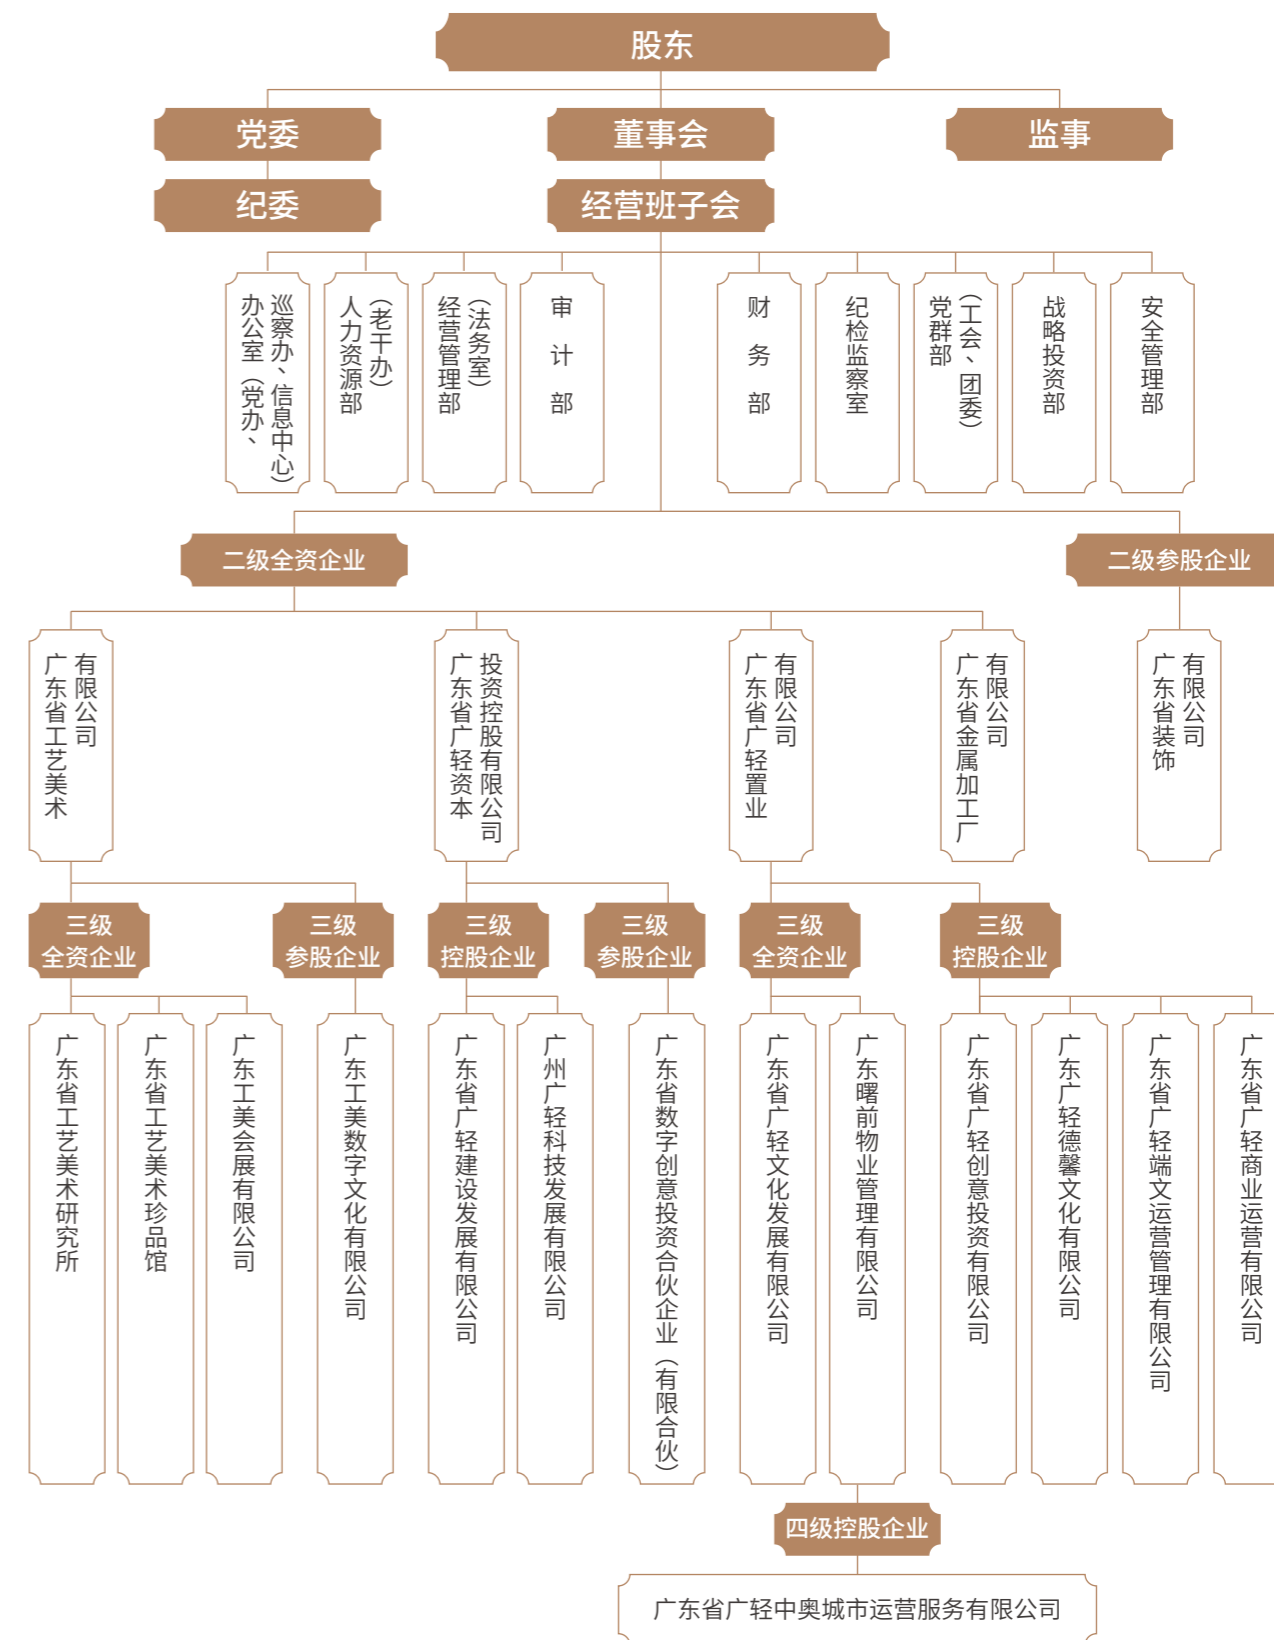 股东
党委
董事会
监事
纪委
经营班子会
办公室（党办、
巡察办、信息中心）
人力资源部
（老干办）
经营管理部
（法务室）
审计部
财务部
纪检监察室
党群部
（工会、团委）
战略投资部
安全管理部
二级全资企业
二级参股企业
广东省工艺美术
有限公司
广东省广轻资本
投资控股有限公司
广东省广轻置业
有限公司
广东省金属加工厂
有限公司
广东省装饰
有限公司
三级
全资企业
三级
参股企业
三级
控股企业
三级
参股企业
三级
全资企业
三级
控股企业
广东省工艺美术研究所
广东省工艺美术珍品馆
广东工美会展有限公司
广东工美数字文化有限公司
广东省广轻建设发展有限公司
广州广轻科技发展有限公司
广东省数字创意投资合伙企业（有限合伙）
广东省广轻文化发展有限公司
广东曙前物业管理有限公司
广东省广轻创意投资有限公司
广东广轻德馨文化有限公司
广东省广轻端文运营管理有限公司
广东省广轻商业运营有限公司
四级控股企业
广东省广轻中奥城市运营服务有限公司